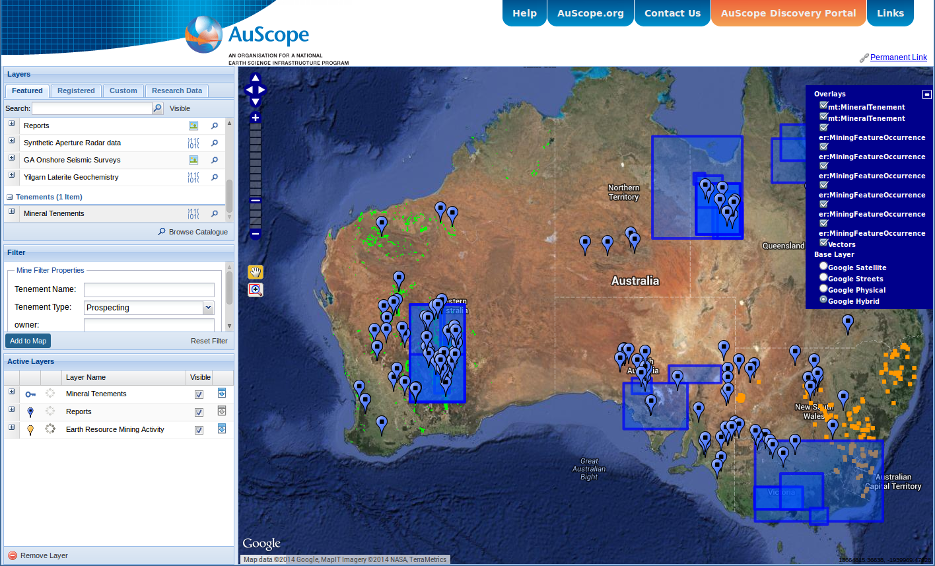 Help
AuScope.org
Contact Us
AuScope Discovery Portal
Links
AuScope
AN ORGANISATION FOR A NATIONAL
EARTH SCIENCE INFRASTRUCTURE PROGRAM
Permanent Link
Layers
Featured
Registered
Custom
Research Data
Search:
Visible
Reports
Synthetic Aperture Radar data
GA Onshore Seismic Surveys
Yilgarn Laterite Geochemistry
Tenements (1 Item)
Mineral Tenements
Browse Catalogue
Filter
Mine Filter Properties
Tenement Name:
Tenement Type:
Prospecting
owner:
Add to Map
Reset Filter
Active Layers
Layer Name
Visible
Mineral Tenements
Reports
Earth Resource Mining Activity
Remove Layer
Overlays
mt:MineralTenement
mt:MineralTenement
er:MiningFeatureOccurrence
er:MiningFeatureOccurrence
er:MiningFeatureOccurrence
er:MiningFeatureOccurrence
er:MiningFeatureOccurrence
er:MiningFeatureOccurrence
Vectors
Base Layer
Google Satellite
Google Streets
Google Physical
Google Hybrid
Northern
Territory
Queensland
Australia
New South
Wales
Australian
Capital Territory
Great
Australian
Bight
Google
Map data ©2014 Google, MapIT Imagery ©2014 NASA, TerraMetrics